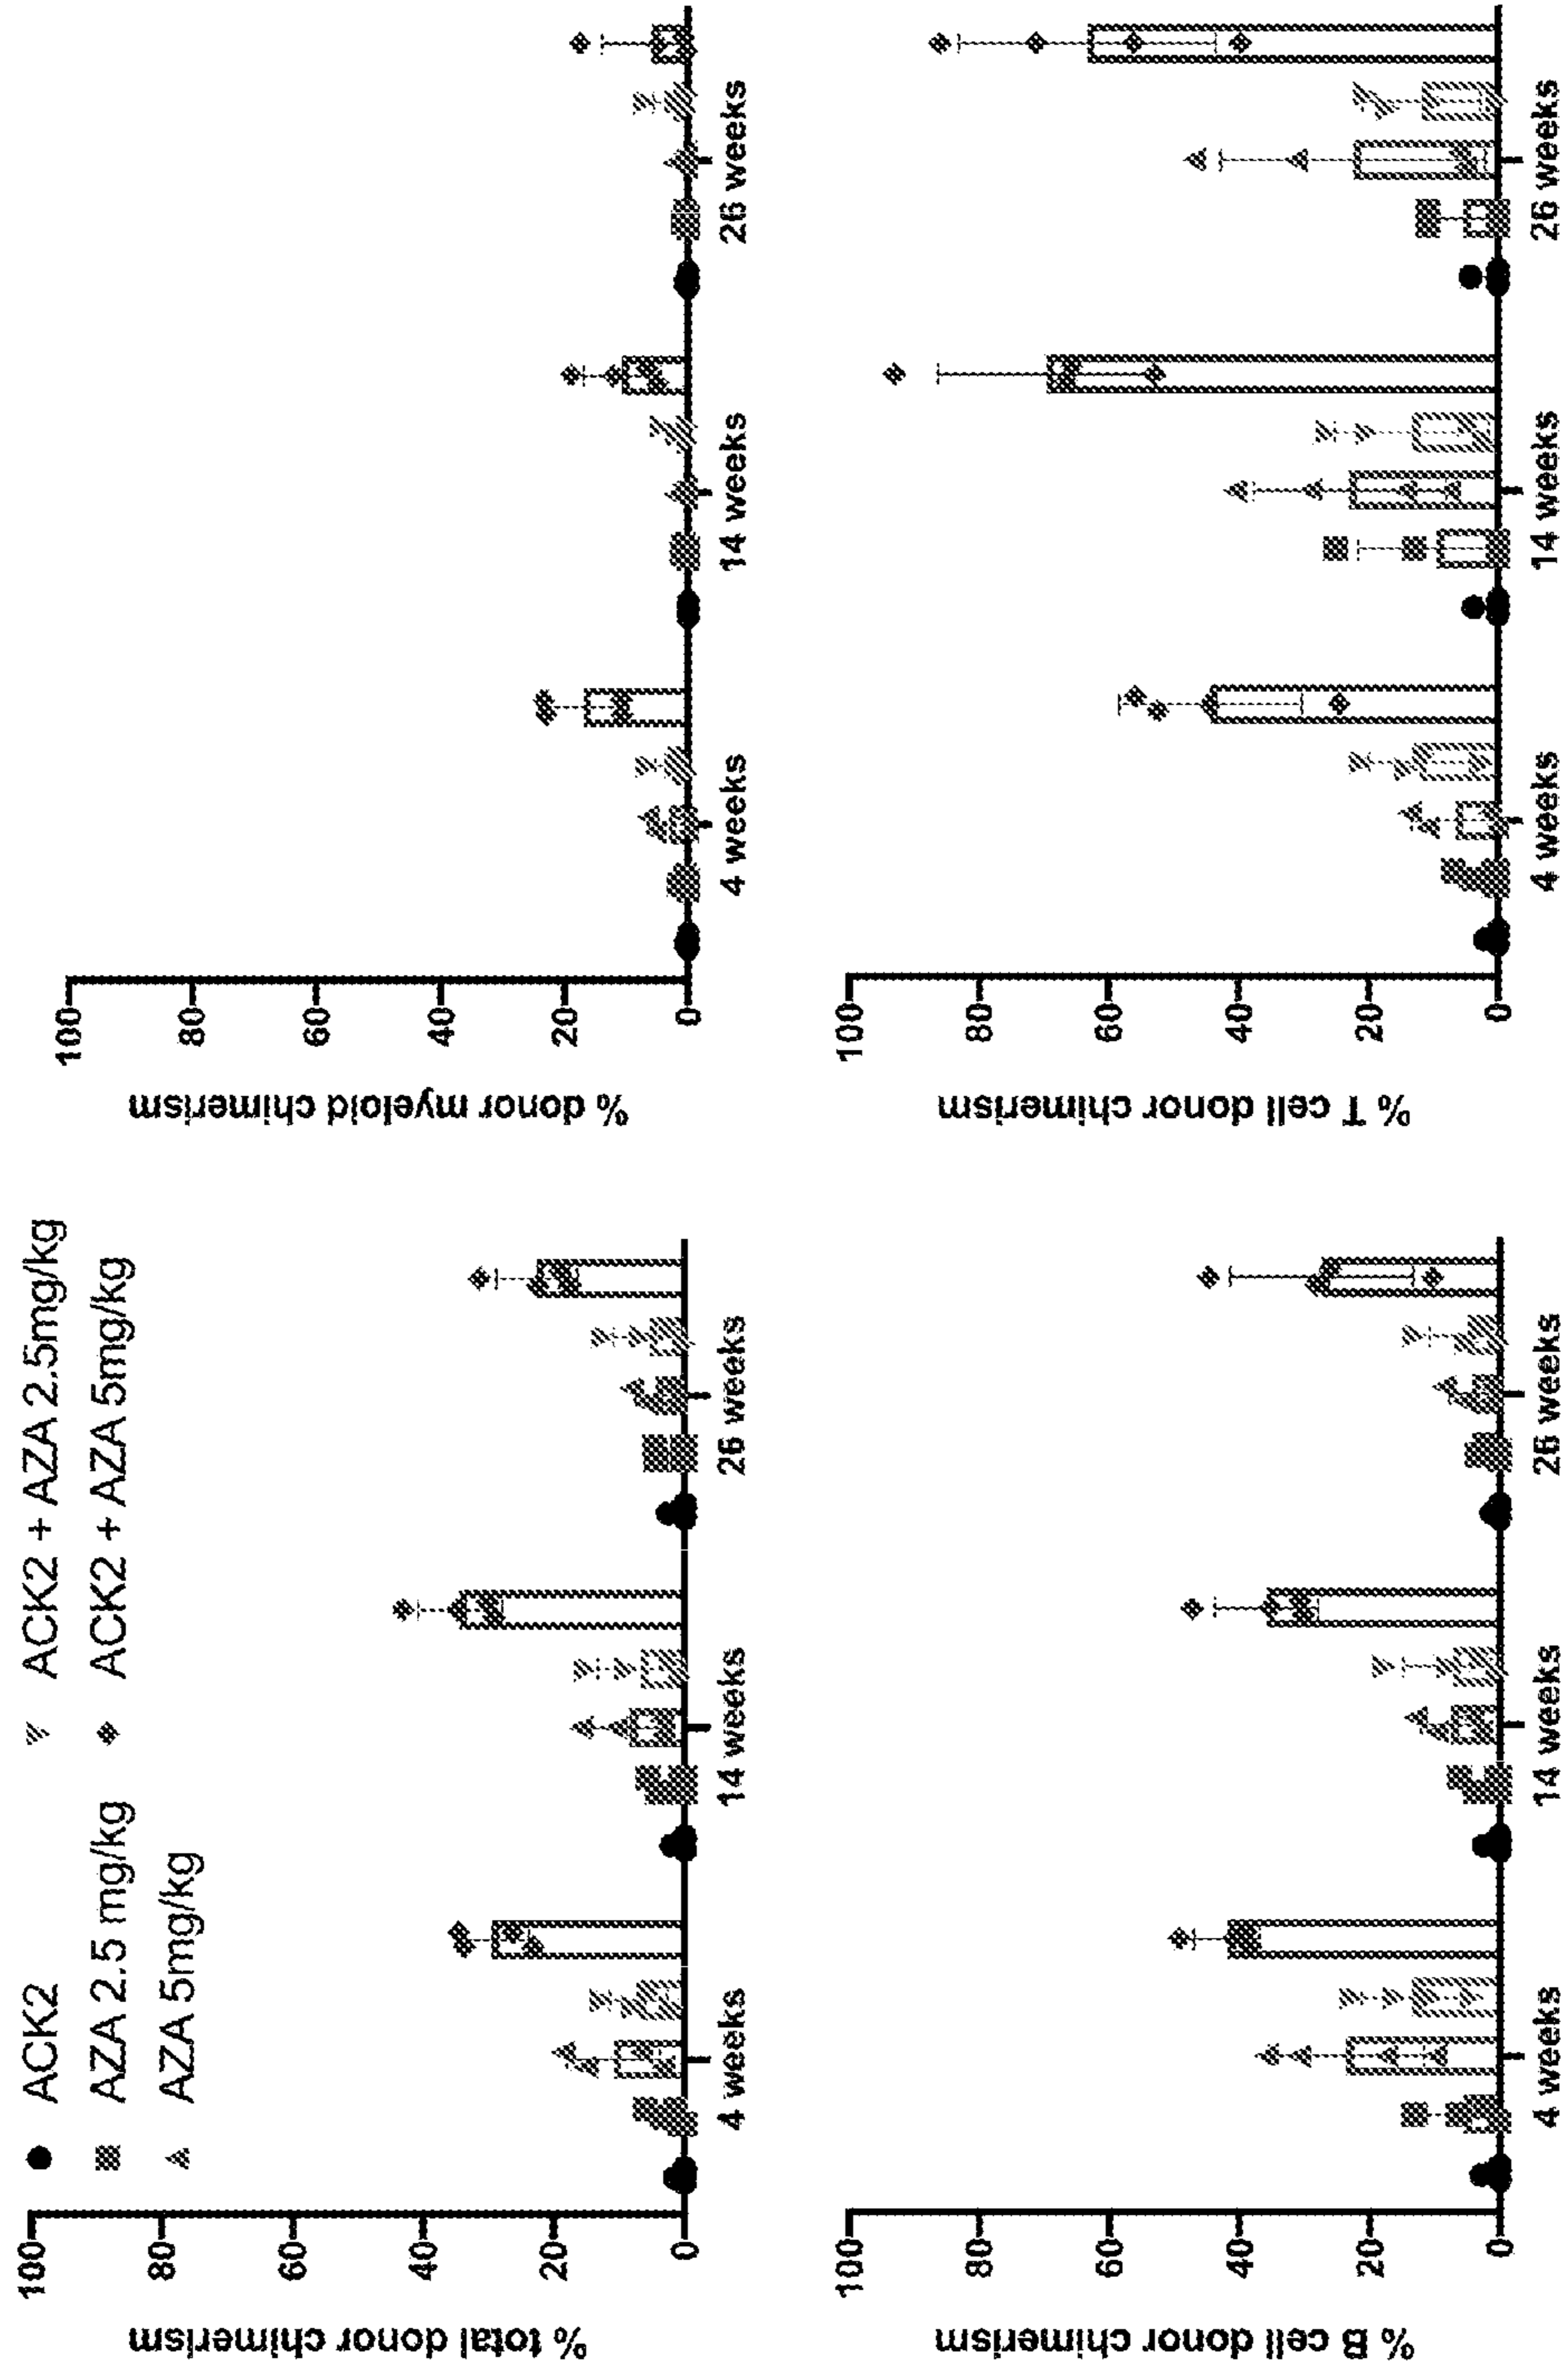 ACK2
AZA 2.5 mg/kg
AZA 5mg/kg
ACK2 + AZA 2.5mg/kg
ACK2 + AZA 5mg/kg
% total donor chimerism
100
80
60
40
20
0
4 weeks
14 weeks
26 weeks
% donor myeloid chimerism
100
80
60
40
20
0
4 weeks
14 weeks
26 weeks
% B cell donor chimerism
100
80
60
40
20
0
4 weeks
14 weeks
26 weeks
% T cell donor chimerism
100
80
60
40
20
0
4 weeks
14 weeks
26 weeks